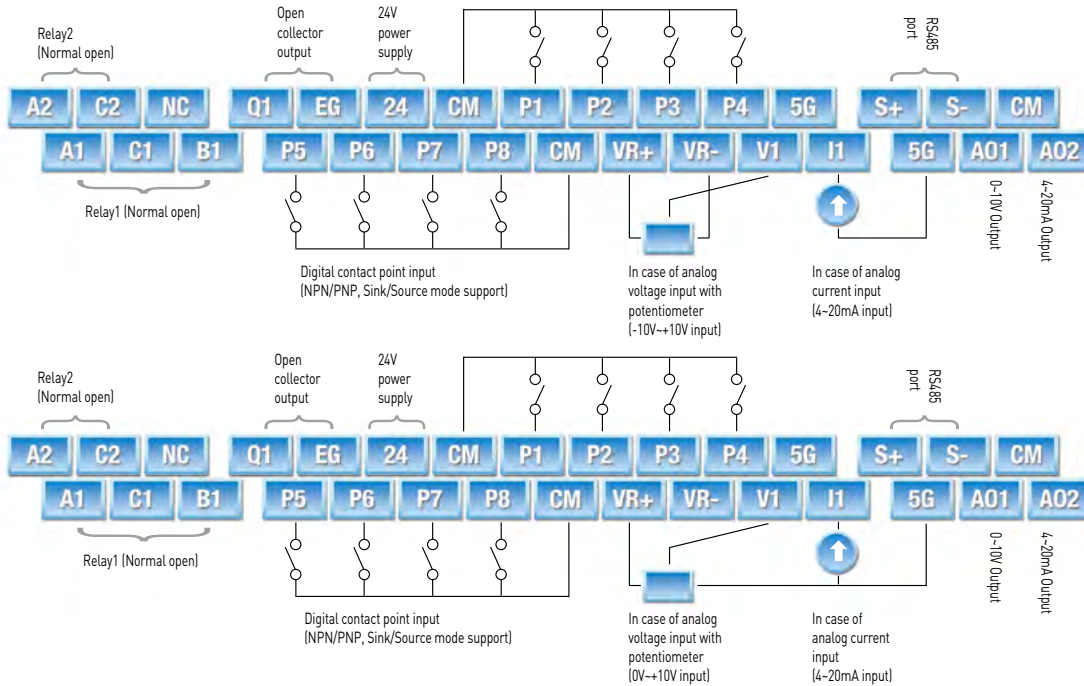 Relay2
(Normal open)
Open
collector
output
24V
power
supply
RS485
port
A2 C2 NC Q1 EG 24 CM P1 P2 P3 P4 5G S+ S- CM
A1 C1 B1 P5 P6 P7 P8 CM VR+ VR- V1 I1 5G AO1 AO2
Relay1 (Normal open)
Digital contact point input
(NPN/PNP, Sink/Source mode support)
In case of analog
voltage input with
potentiometer
(-10V~+10V input)
In case of analog
current input
(4~20mA input)
0~10V Output
4~20mA Output
Relay2
(Normal open)
Open
collector
output
24V
power
supply
RS485
port
A2 C2 NC Q1 EG 24 CM P1 P2 P3 P4 5G S+ S- CM
A1 C1 B1 P5 P6 P7 P8 CM VR+ VR- V1 I1 5G AO1 AO2
Relay1 (Normal open)
Digital contact point input
(NPN/PNP, Sink/Source mode support)
In case of analog
voltage input with
potentiometer
(0V~+10V input)
In case of
analog current
input
(4~20mA input)
0~10V Output
4~20mA Output